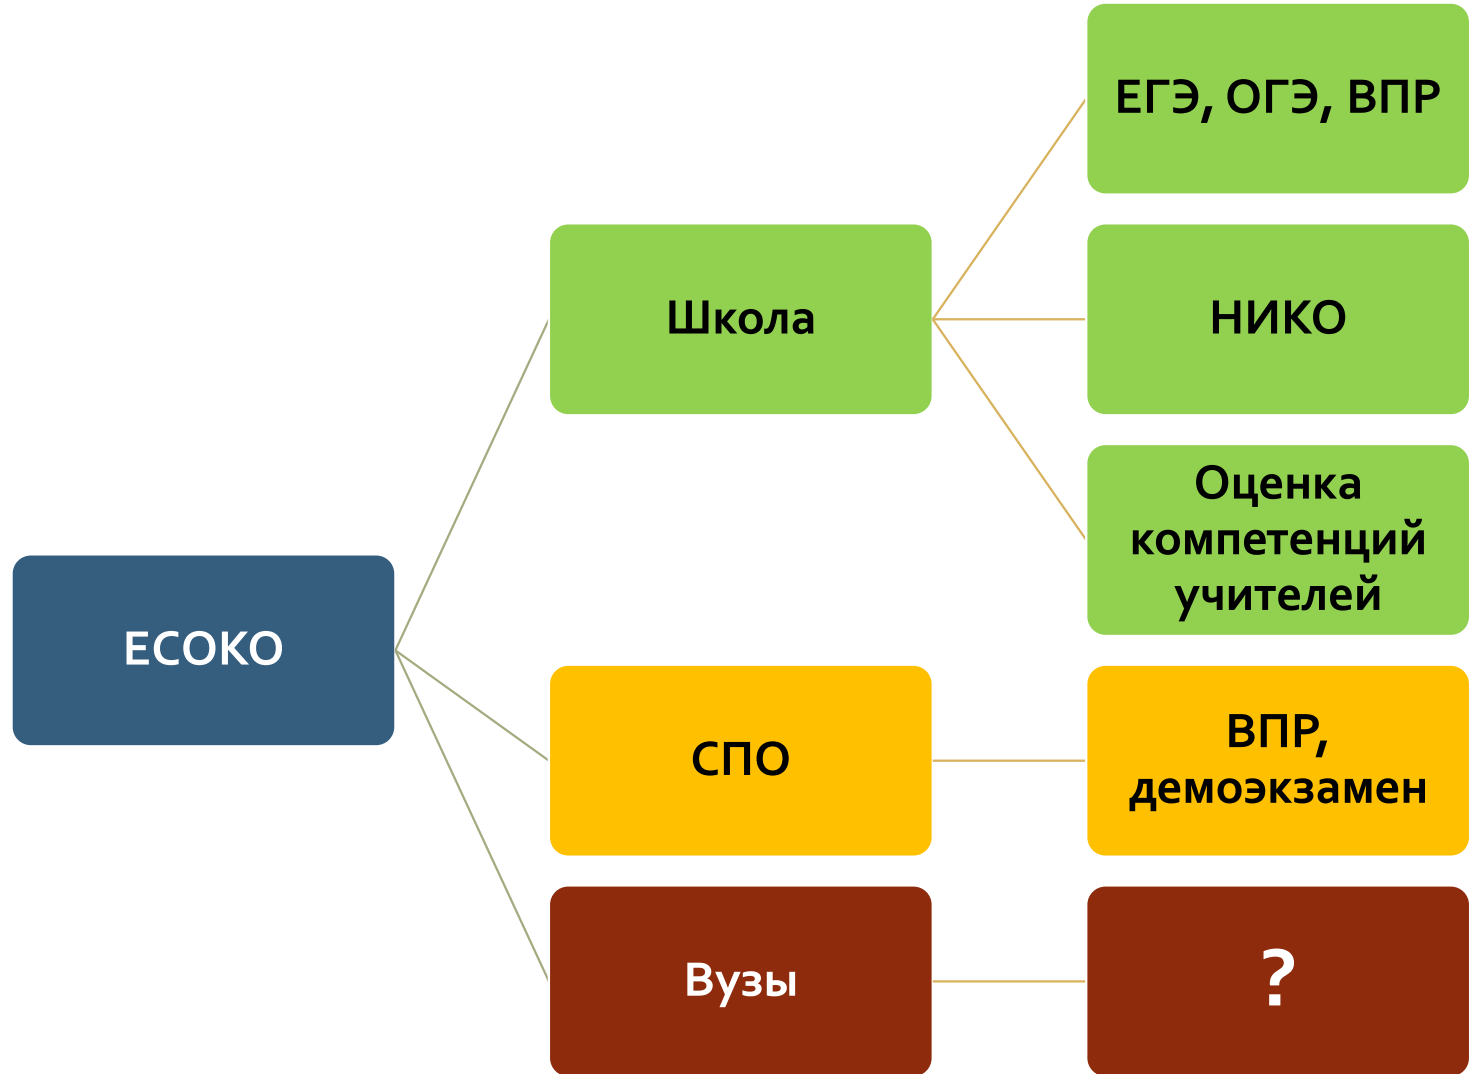 ЕСОКО
Школа
ЕГЭ, ОГЭ, ВПР
НИКО
Оценка
компетенций
учителей
СПО
ВПР,
демоэкзамен
Вузы
?